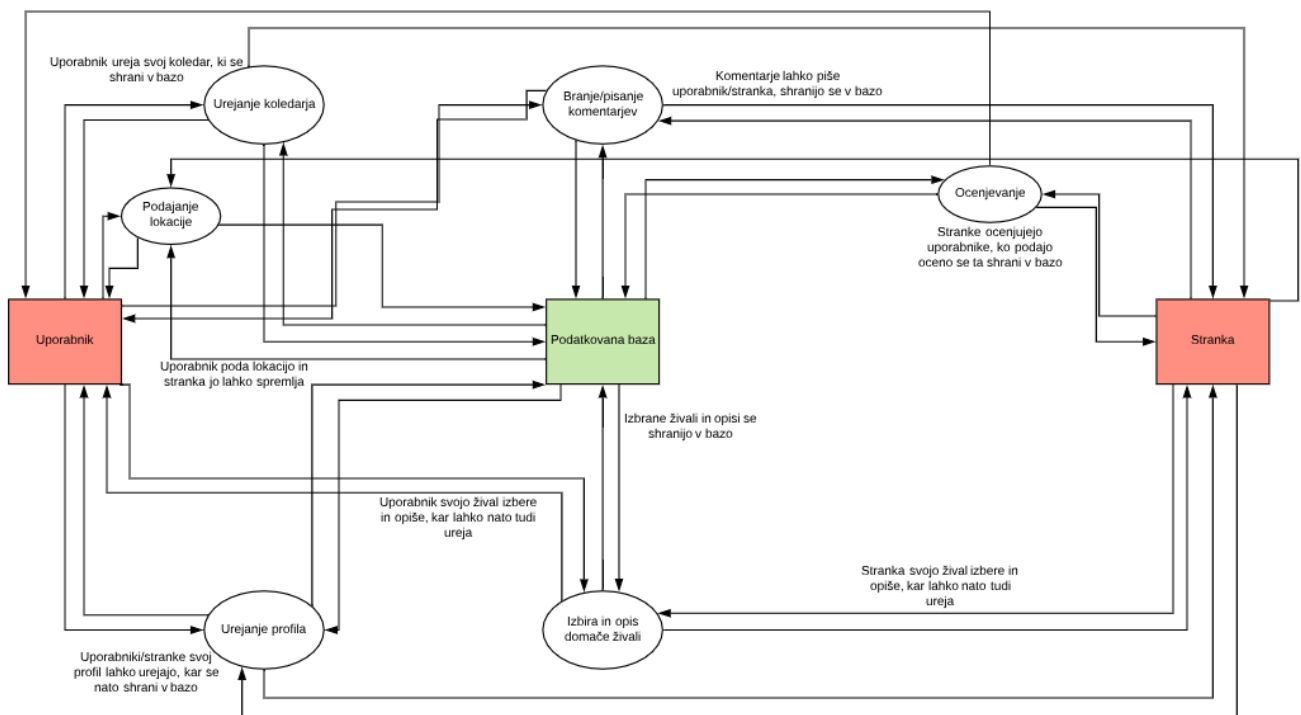 Uporabnik ureja svoj koledar, ki se
shrani v bazo
Urejanje koledarja
Branje/pisanje
komentarjev
Komentarje lahko piše
uporabnik/stranka, shranijo se v bazo
Podajanje
lokacije
Ocenjevanje
Stranke ocenjujejo
uporabnike, ko podajo
oceno se ta shrani v bazo
Uporabnik
Podatkovana baza
Stranka
Uporabnik poda lokacijo in
stranka jo lahko spremlja
Izbrane živali in opisi se
shranijo v bazo
Uporabnik svojo žival izbere
in opiše, kar lahko nato tudi
ureja
Stranka svojo žival izbere in
opiše, kar lahko nato tudi
ureja
Urejanje profila
Izbira in opis
domače živali
Uporabniki/stranke svoj
profil lahko urejajo, kar se
nato shrani v bazo